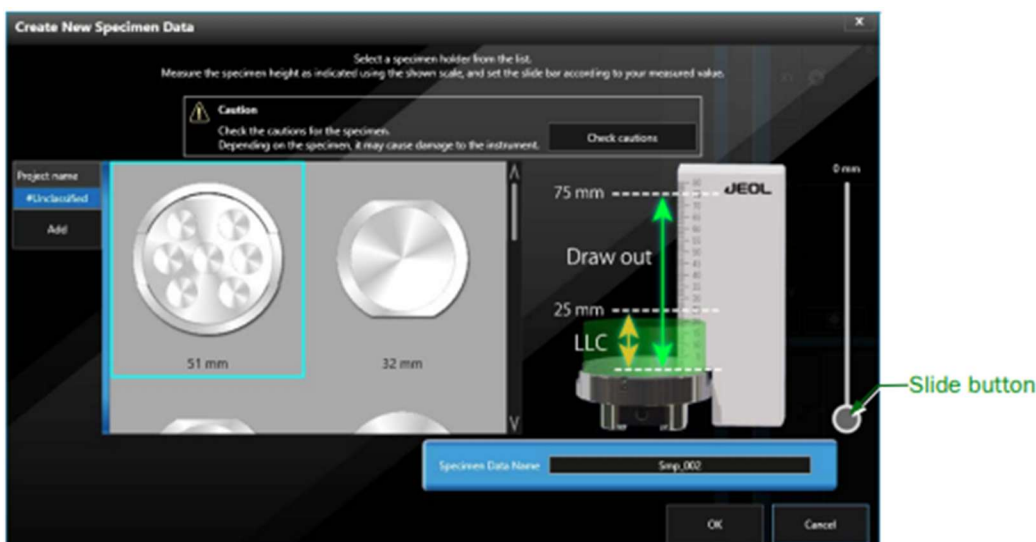 Create New Specimen Data
x
Select a specimen holder from the list.
Measure the specimen height as indicated using the shown scale, and set the slide bar according to your measured value.
Caution
Check the cautions for the specimen.
Depending on the specimen, it may cause damage to the instrument.
Check cautions
Project name
#Unclassified
Add
51 mm
32 mm
75 mm
JEOL
Draw out
25 mm
LLC
0 mm
Slide button
Specimen Data Name
Smp_002
OK
Cancel